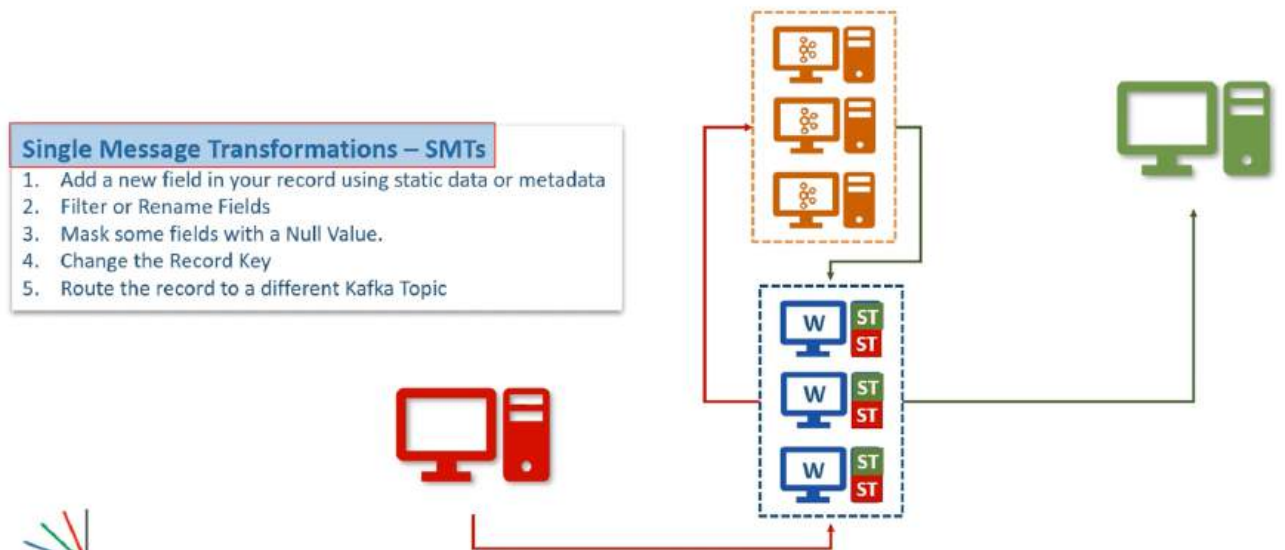 Single Message Transformations – SMTs
1. Add a new field in your record using static data or metadata
2. Filter or Rename Fields
3. Mask some fields with a Null Value.
4. Change the Record Key
5. Route the record to a different Kafka Topic
W ST
ST
W ST
ST
W ST
ST